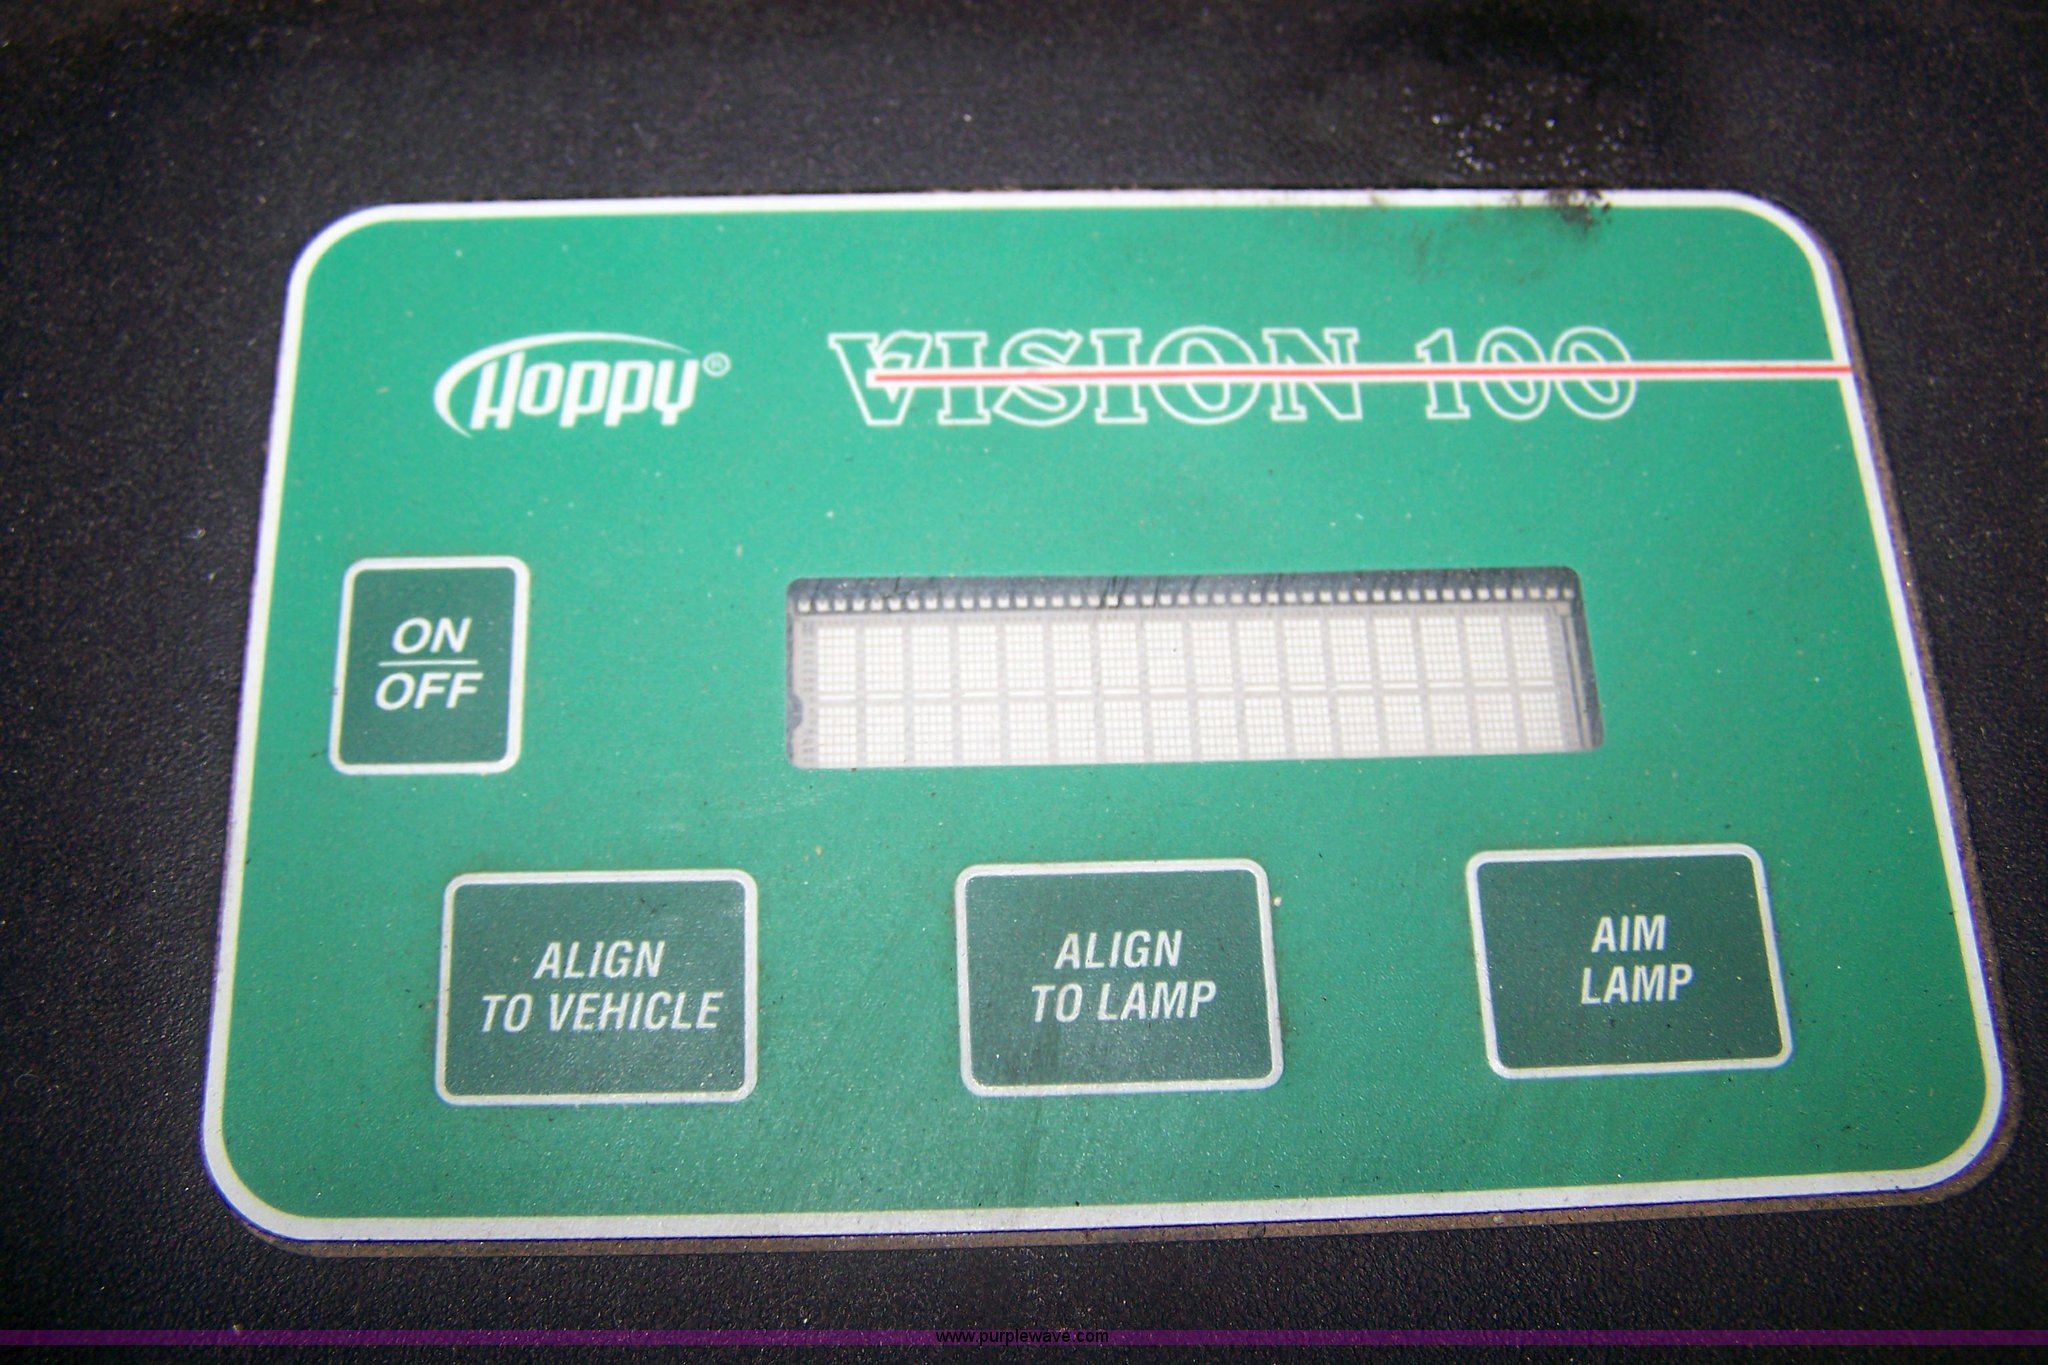 Hoppy® VISION 100
ON
OFF
ALIGN
TO VEHICLE
ALIGN
TO LAMP
AIM
LAMP
www.purplewave.com